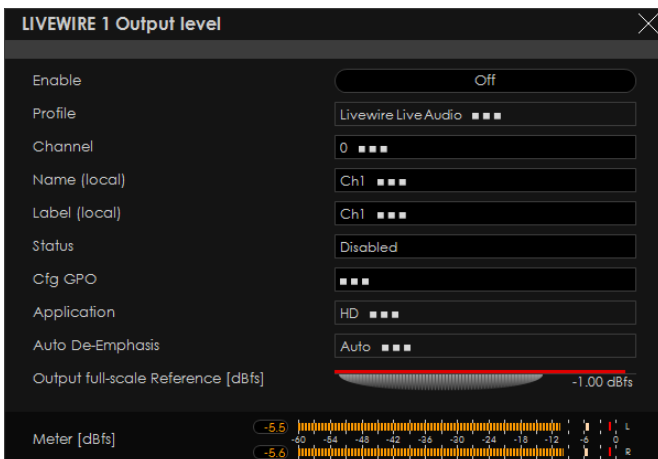 LIVEWIRE 1 Output level
Enable Off
Profile Livewire Live Audio
Channel 0
Name (local) Ch1
Label (local) Ch1
Status Disabled
Cfg GPO
Application HD
Auto De-Emphasis Auto
Output full-scale Reference [dBfs] -1.00 dBfs
-5.5 L
Meter [dBfs] -60 -54 -48 -42 -36 -30 -24 -18 -12 -6 0
-5.6 R